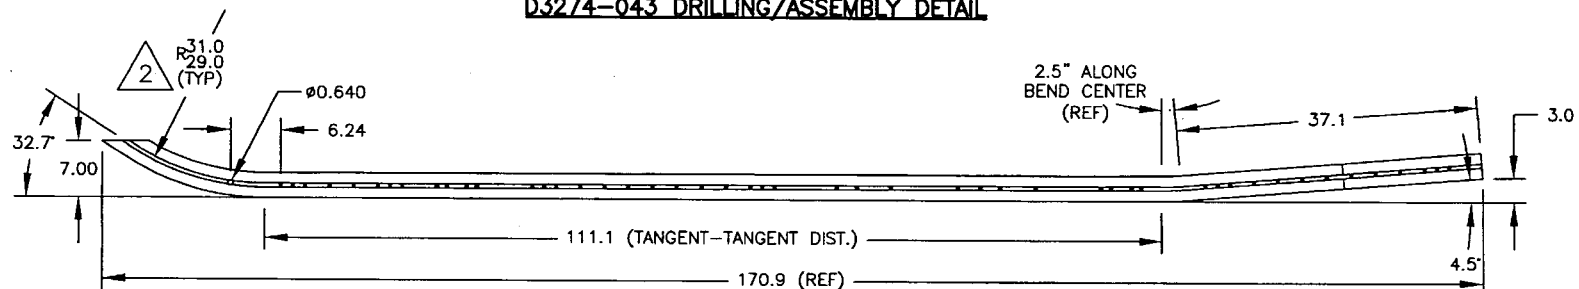 D3274-043 DRILLING/ASSEMBLY DETAIL
2
R31.0
29.0
(TYP)
Ø0.640
6.24
2.5" ALONG
BEND CENTER
(REF)
37.1
3.0
32.7°
7.00
111.1 (TANGENT-TANGENT DIST.)
4.5°
170.9 (REF)